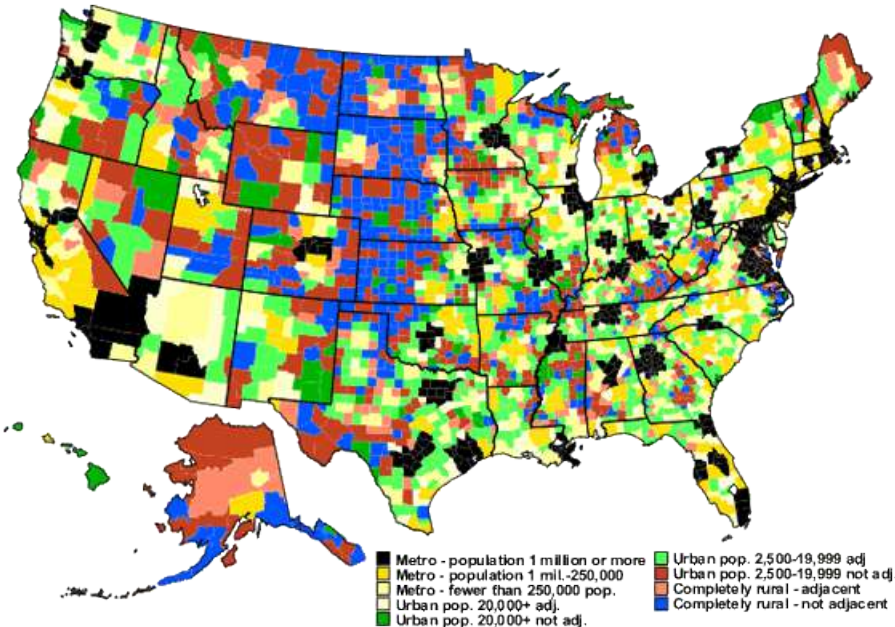 Metro - population 1 million or more
Metro - population 1 mil.-250,000
Metro - fewer than 250,000 pop.
Urban pop. 20,000+ adj.
Urban pop. 20,000+ not adj.
Urban pop. 2,500-19,999 adj
Urban pop. 2,500-19,999 not adj
Completely rural - adjacent
Completely rural - not adjacent